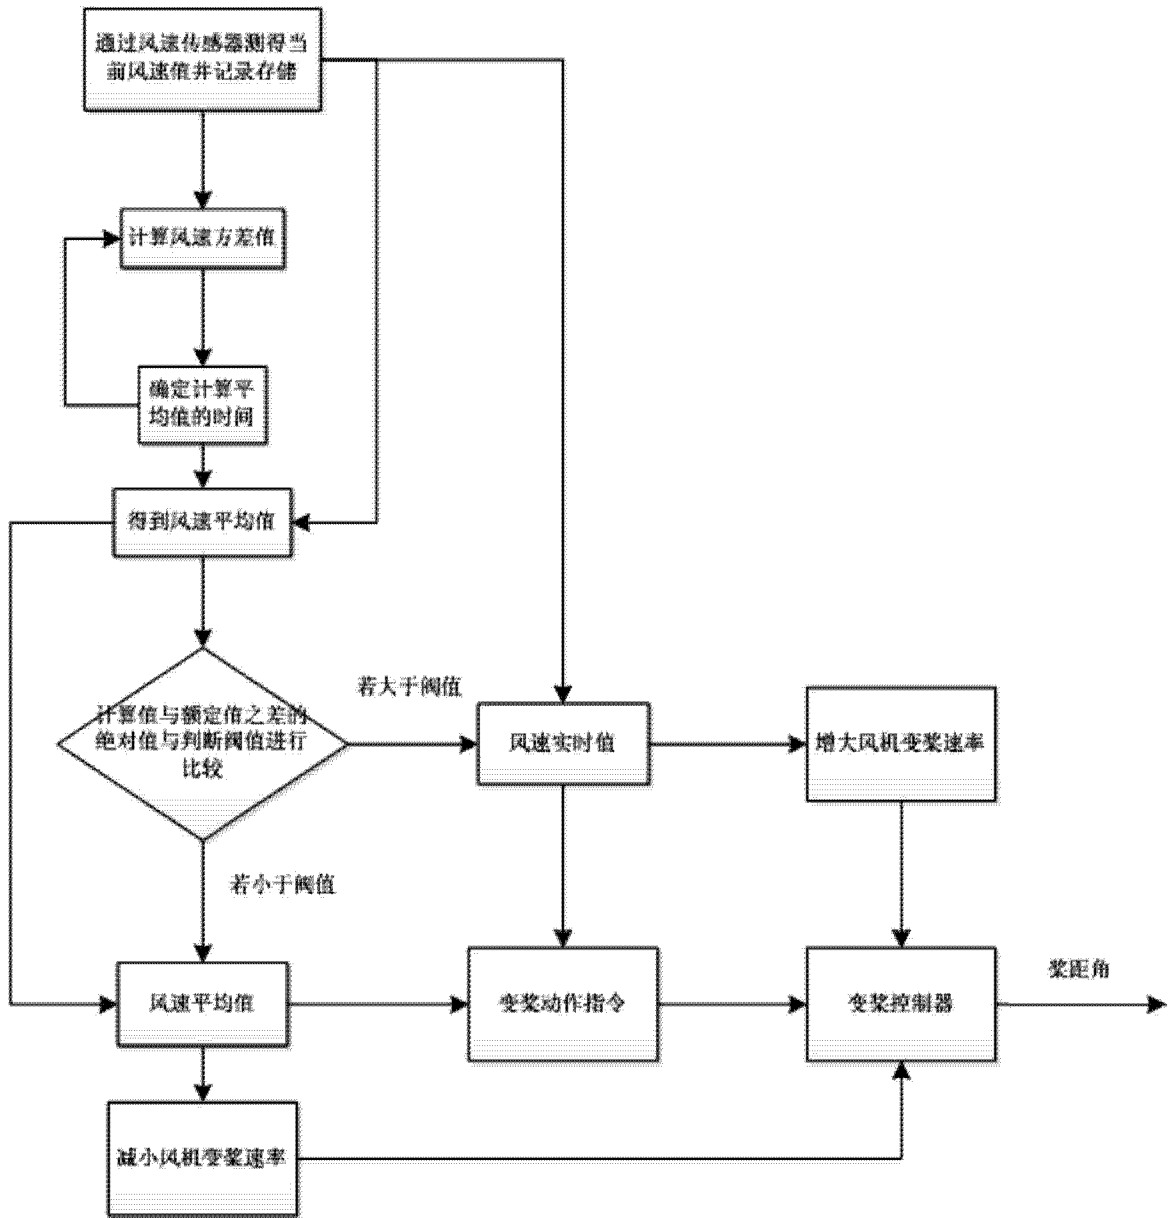 通过风速传感器测得当
前风速值并记录存储
计算风速方差值
确定计算平
均值的时间
得到风速平均值
计算值与额定值之差的
绝对值与判断阀值进行
比较
若大于阀值
风速实时值
增大风机变桨速率
若小于阀值
风速平均值
变桨动作指令
变桨控制器
桨距角
减小风机变桨速率